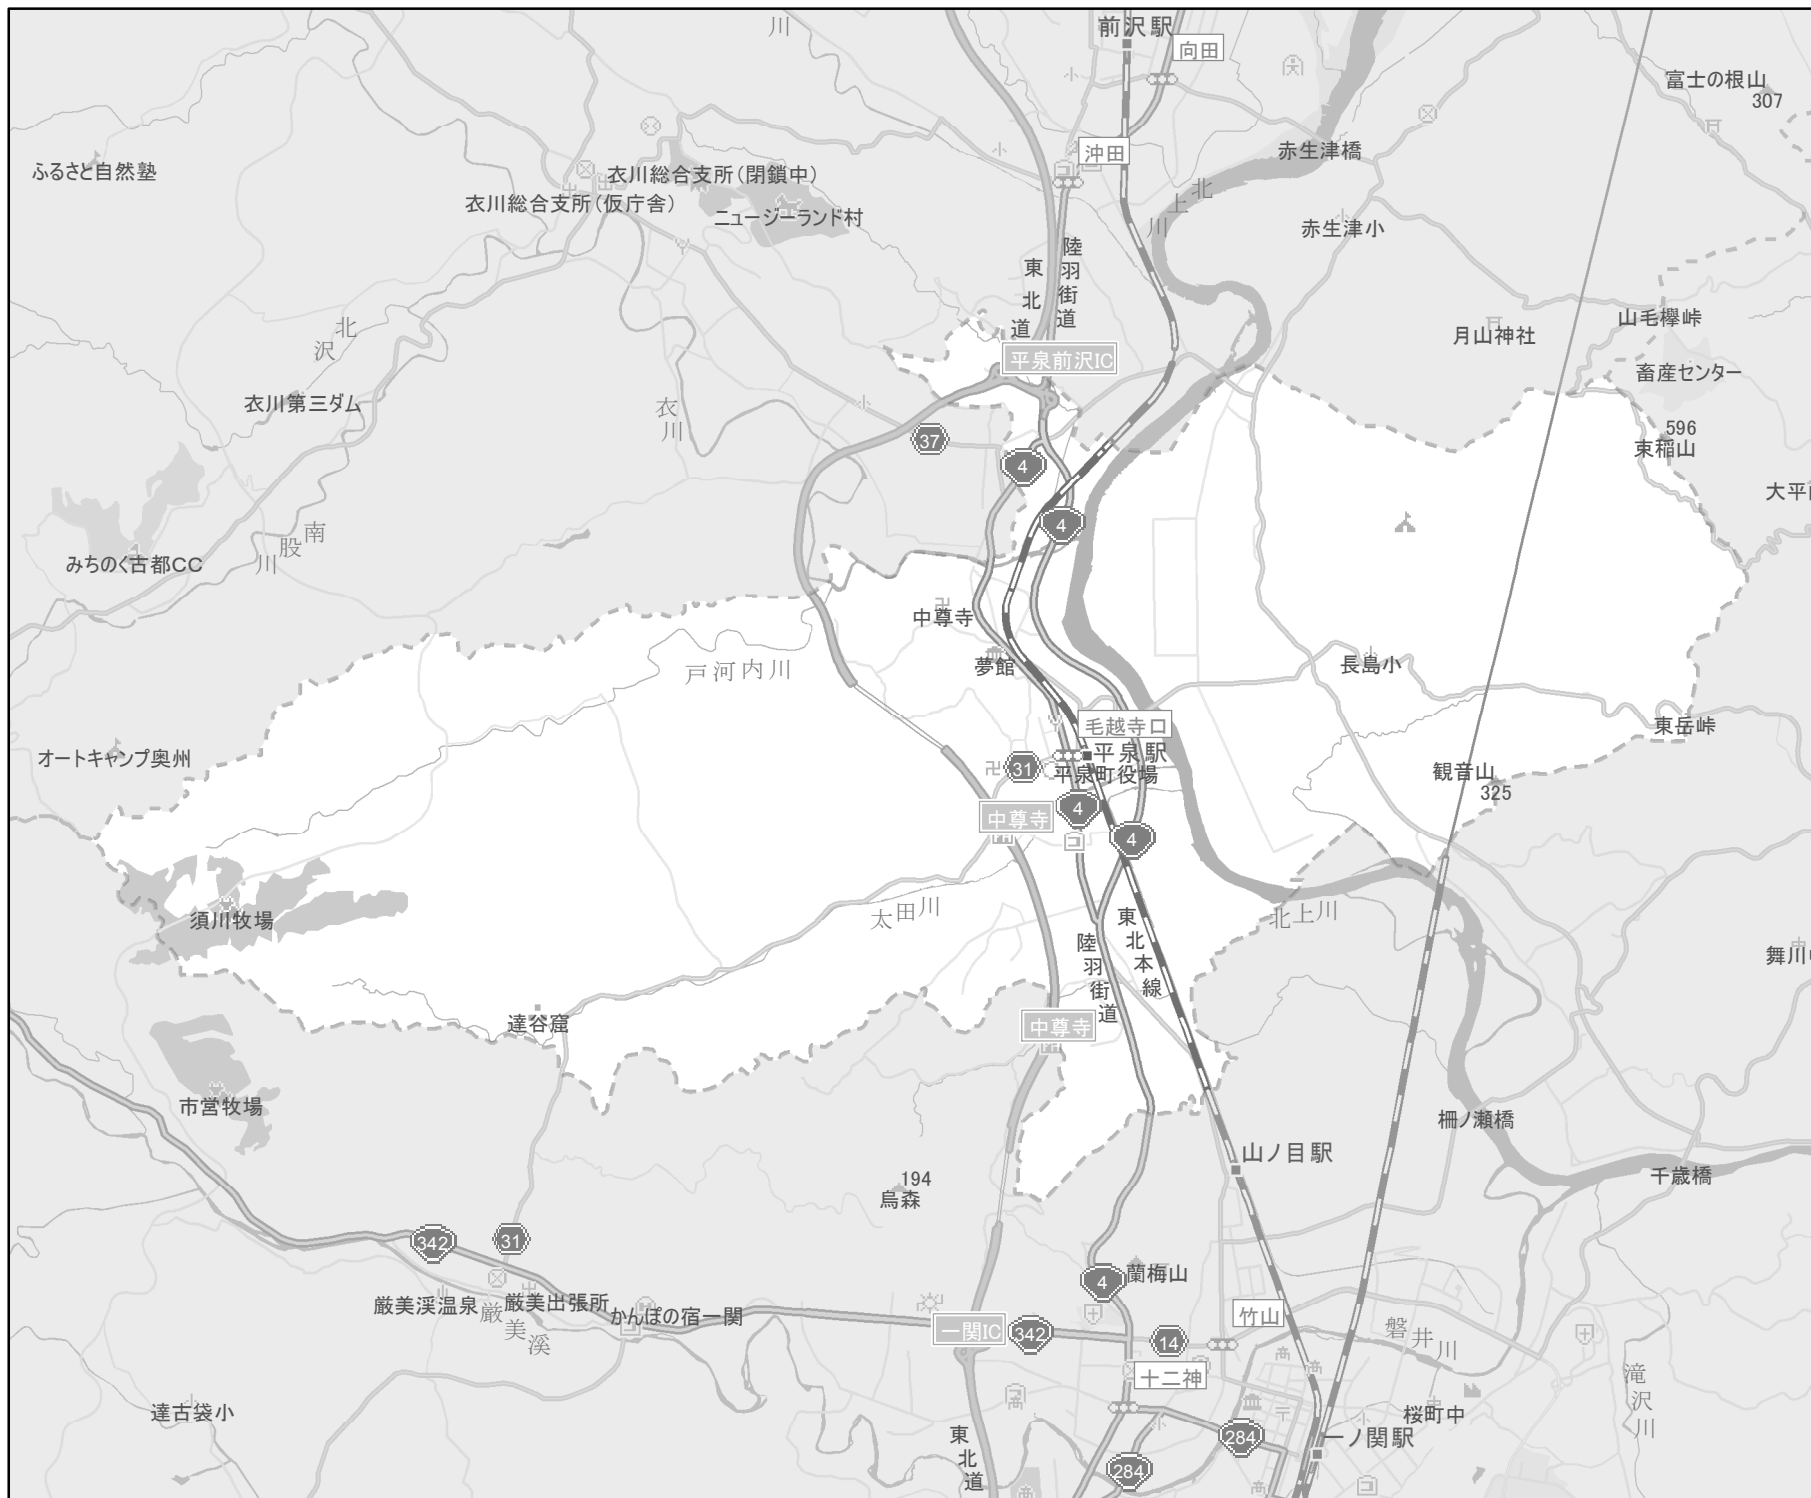 川
前沢駅
向田
富士の根山
307
沖田
赤生津橋
ふるさと自然塾
衣川総合支所(閉鎖中)
衣川総合支所(仮庁舎)
ニュージーランド村
北上川
赤生津小
陸羽街道
東北道
北沢
山毛欅峠
月山神社
平泉前沢IC
畜産センター
衣川第三ダム
衣川
37
4
596
束稲山
4
南股川
みちのく古都CC
中尊寺
夢館
戸河内川
長島小
毛越寺口
東岳峠
平泉駅
オートキャンプ奥州
31
平泉町役場
観音山
325
4
中尊寺
4
須川牧場
太田川
北上川
東北本線
陸羽街道
中尊寺
達谷窟
市営牧場
柵ノ瀬橋
山ノ目駅
千歳橋
194
烏森
342
31
4
蘭梅山
厳美渓温泉
厳美出張所
厳美渓
かんぽの宿一関
竹山
一関IC
342
14
磐井川
十二神
滝沢川
達古袋小
桜町中
284
一ノ関駅
東北道
284